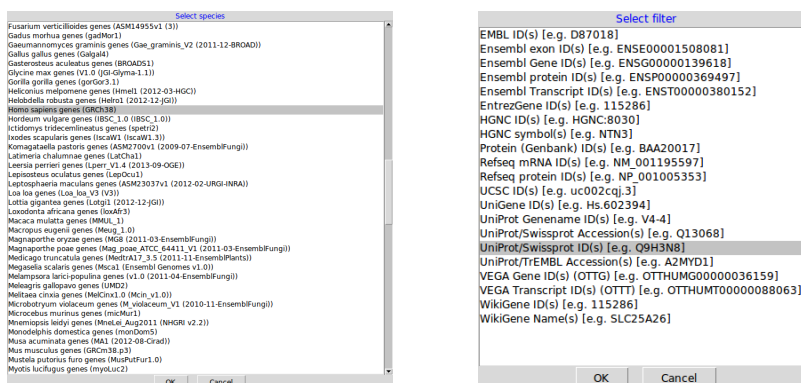 Select species
Fusarium verticillioides genes (ASM14955v1 (3))
Gadus morhua genes (gadMor1)
Gaeumannomyces graminis genes (Gae_graminis_V2 (2011-12-BROAD))
Gallus gallus genes (Galgal4)
Gasterosteus aculeatus genes (BROADS1)
Glycine max genes (V1.0 (JGI-Glyma-1.1))
Gorilla gorilla genes (gorGor3.1)
Heliconius melpomene genes (Hmel1 (2012-03-HGC))
Helobdella robusta genes (Helro1 (2012-12-JGI))
Homo sapiens genes (GRCh38)
Hordeum vulgare genes (IBSC_1.0 (IBSC_1.0))
Ictidomys tridecemlineatus genes (spetri2)
Ixodes scapularis genes (IscaW1 (IscaW1.3))
Komagataella pastoris genes (ASM2700v1 (2009-07-EnsemblFungi))
Latimeria chalumnae genes (LatCha1)
Leersia perrieri genes (Lperr_V1.4 (2013-09-OGE))
Lepisosteus oculatus genes (LepOcu1)
Leptosphaeria maculans genes (ASM23037v1 (2012-02-URGI-INRA))
Loa loa genes (Loa_loa_V3 (V3))
Lottia gigantea genes (Lotgi1 (2012-12-JGI))
Loxodonta africana genes (loxAfr3)
Macaca mulatta genes (MMUL_1)
Macropus eugenii genes (Meug_1.0)
Magnaporthe oryzae genes (MG8 (2011-03-EnsemblFungi))
Magnaporthe poae genes (Mag_poae_ATCC_64411_V1 (2011-03-EnsemblFungi))
Medicago truncatula genes (MedtrA17_3.5 (2011-11-EnsemblPlants))
Megaselia scalaris genes (Msca1 (Ensembl Genomes v1.0))
Melampsora larici-populina genes (v1.0 (2011-04-EnsemblFungi))
Meleagris gallopavo genes (UMD2)
Melitaea cinxia genes (MelCinx1.0 (Mcin_v1.0))
Microbotryum violaceum genes (M_violaceum_V1 (2010-11-EnsemblFungi))
Microcebus murinus genes (micMur1)
Mnemiopsis leidyi genes (MneLei_Aug2011 (NHGRI v2.2))
Monodelphis domestica genes (monDom5)
Musa acuminata genes (MA1 (2012-08-Cirad))
Mus musculus genes (GRCm38.p3)
Mustela putorius furo genes (MusPutFur1.0)
Myotis lucifugus genes (myoLuc2)
OK Cancel
Select filter
EMBL ID(s) [e.g. D87018]
Ensembl exon ID(s) [e.g. ENSE00001508081]
Ensembl Gene ID(s) [e.g. ENSG00000139618]
Ensembl protein ID(s) [e.g. ENSP00000369497]
Ensembl Transcript ID(s) [e.g. ENST00000380152]
EntrezGene ID(s) [e.g. 115286]
HGNC ID(s) [e.g. HGNC:8030]
HGNC symbol(s) [e.g. NTN3]
Protein (Genbank) ID(s) [e.g. BAA20017]
Refseq mRNA ID(s) [e.g. NM_001195597]
Refseq protein ID(s) [e.g. NP_001005353]
UCSC ID(s) [e.g. uc002cqj.3]
UniGene ID(s) [e.g. Hs.602394]
UniProt Genename ID(s) [e.g. V4-4]
UniProt/Swissprot Accession(s) [e.g. Q13068]
UniProt/Swissprot ID(s) [e.g. Q9H3N8]
UniProt/TrEMBL Accession(s) [e.g. A2MYD1]
VEGA Gene ID(s) (OTTG) [e.g. OTTHUMG00000036159]
VEGA Transcript ID(s) (OTTT) [e.g. OTTHUMT00000088063]
WikiGene ID(s) [e.g. 115286]
WikiGene Name(s) [e.g. SLC25A26]
OK Cancel